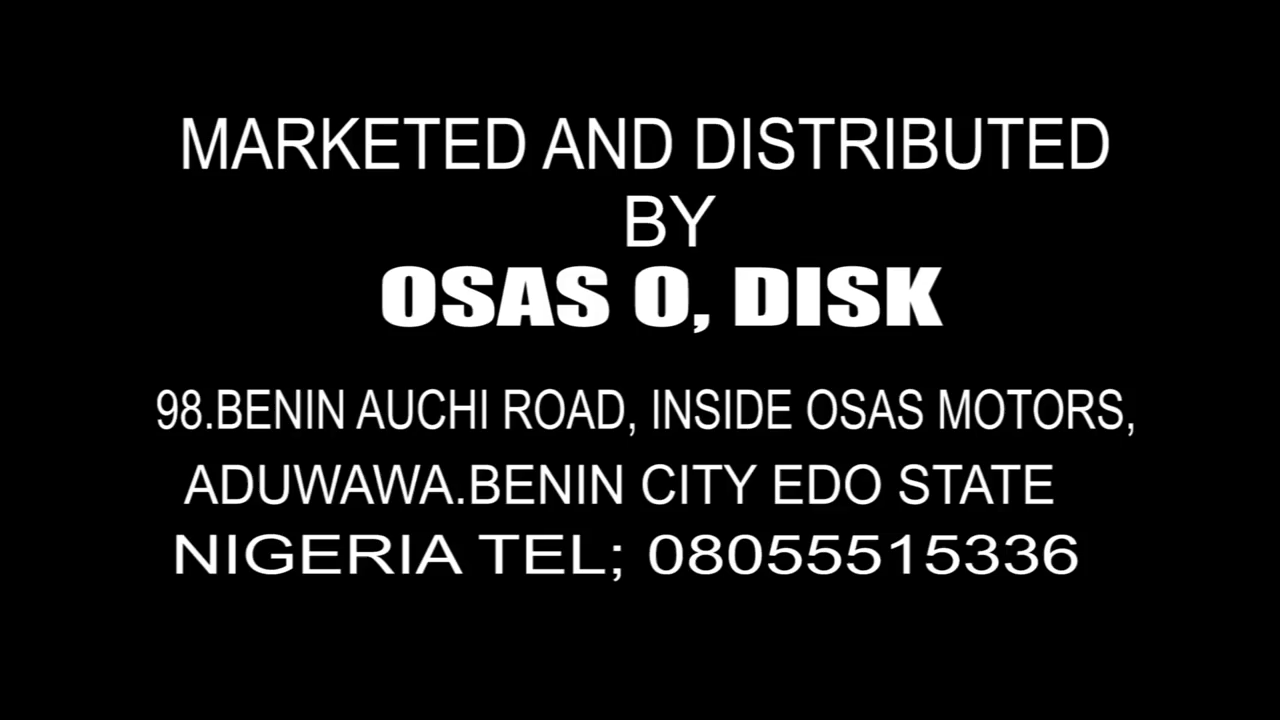 MARKETED AND DISTRIBUTED
BY
OSAS O, DISK
98.BENIN AUCHI ROAD, INSIDE OSAS MOTORS,
ADUWAWA.BENIN CITY EDO STATE
NIGERIA TEL; 08055515336